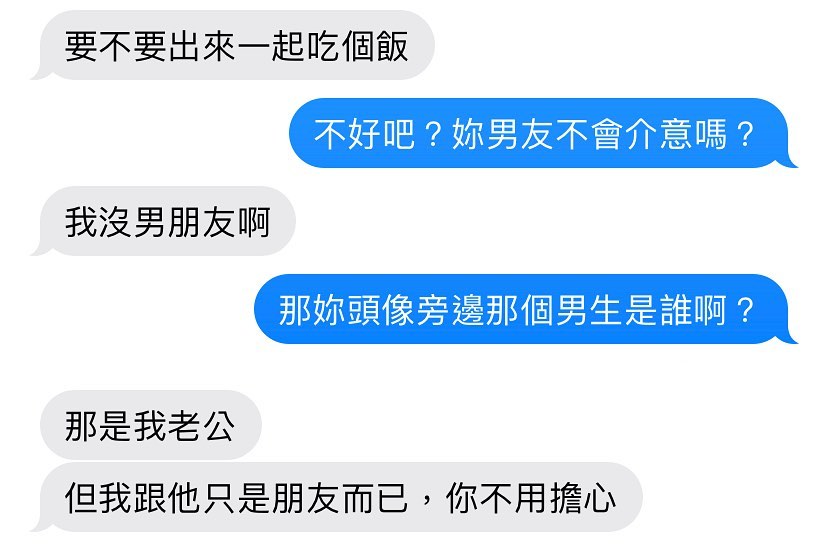 要不要出來一起吃個飯
不好吧？妳男友不會介意嗎？
我沒男朋友啊
那妳頭像旁邊那個男生是誰啊？
那是我老公
但我跟他只是朋友而已，你不用擔心